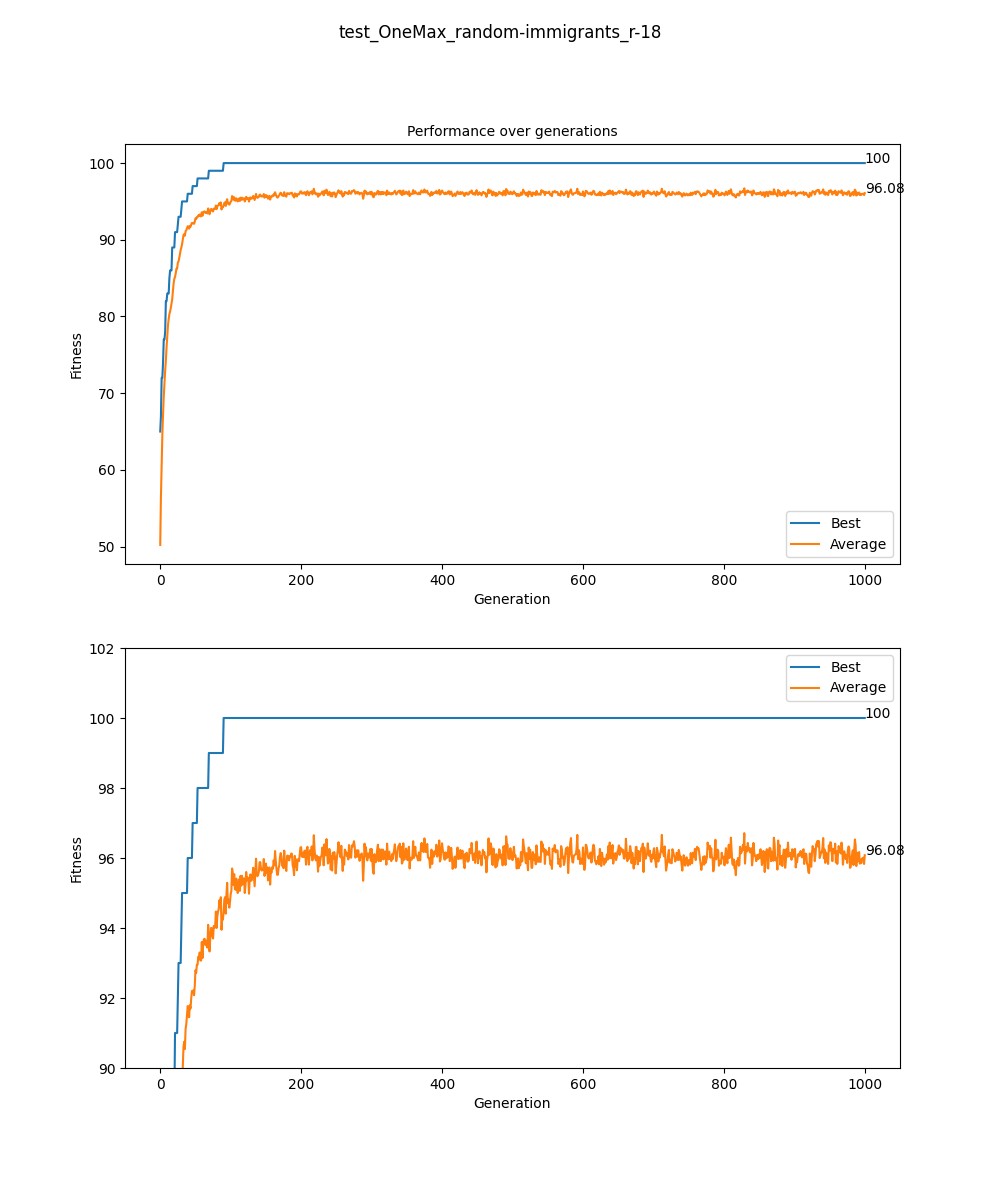 test_OneMax_random-immigrants_r-18
Performance over generations
100
90
80
70
60
50
Fitness
100
96.08
Best
Average
0 200 400 600 800 1000
Generation
102
100
98
96
94
92
90
Fitness
Best
Average
100
96.08
0 200 400 600 800 1000
Generation